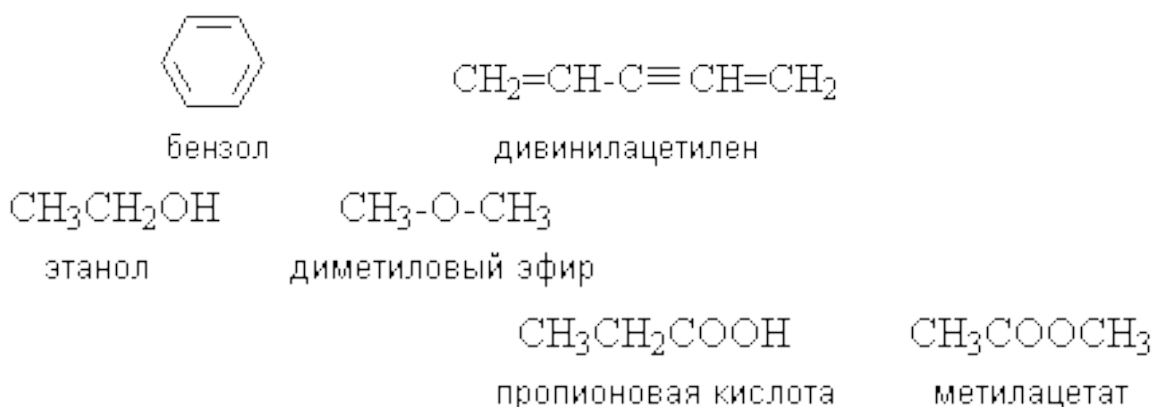 CH₂=CH-C≡CH=CH₂
бензол дивинилацетилен
CH₃CH₂OH CH₃-O-CH₃
этанол диметиловый эфир
CH₃CH₂COOH CH₃COOCH₃
пропионовая кислота метилацетат